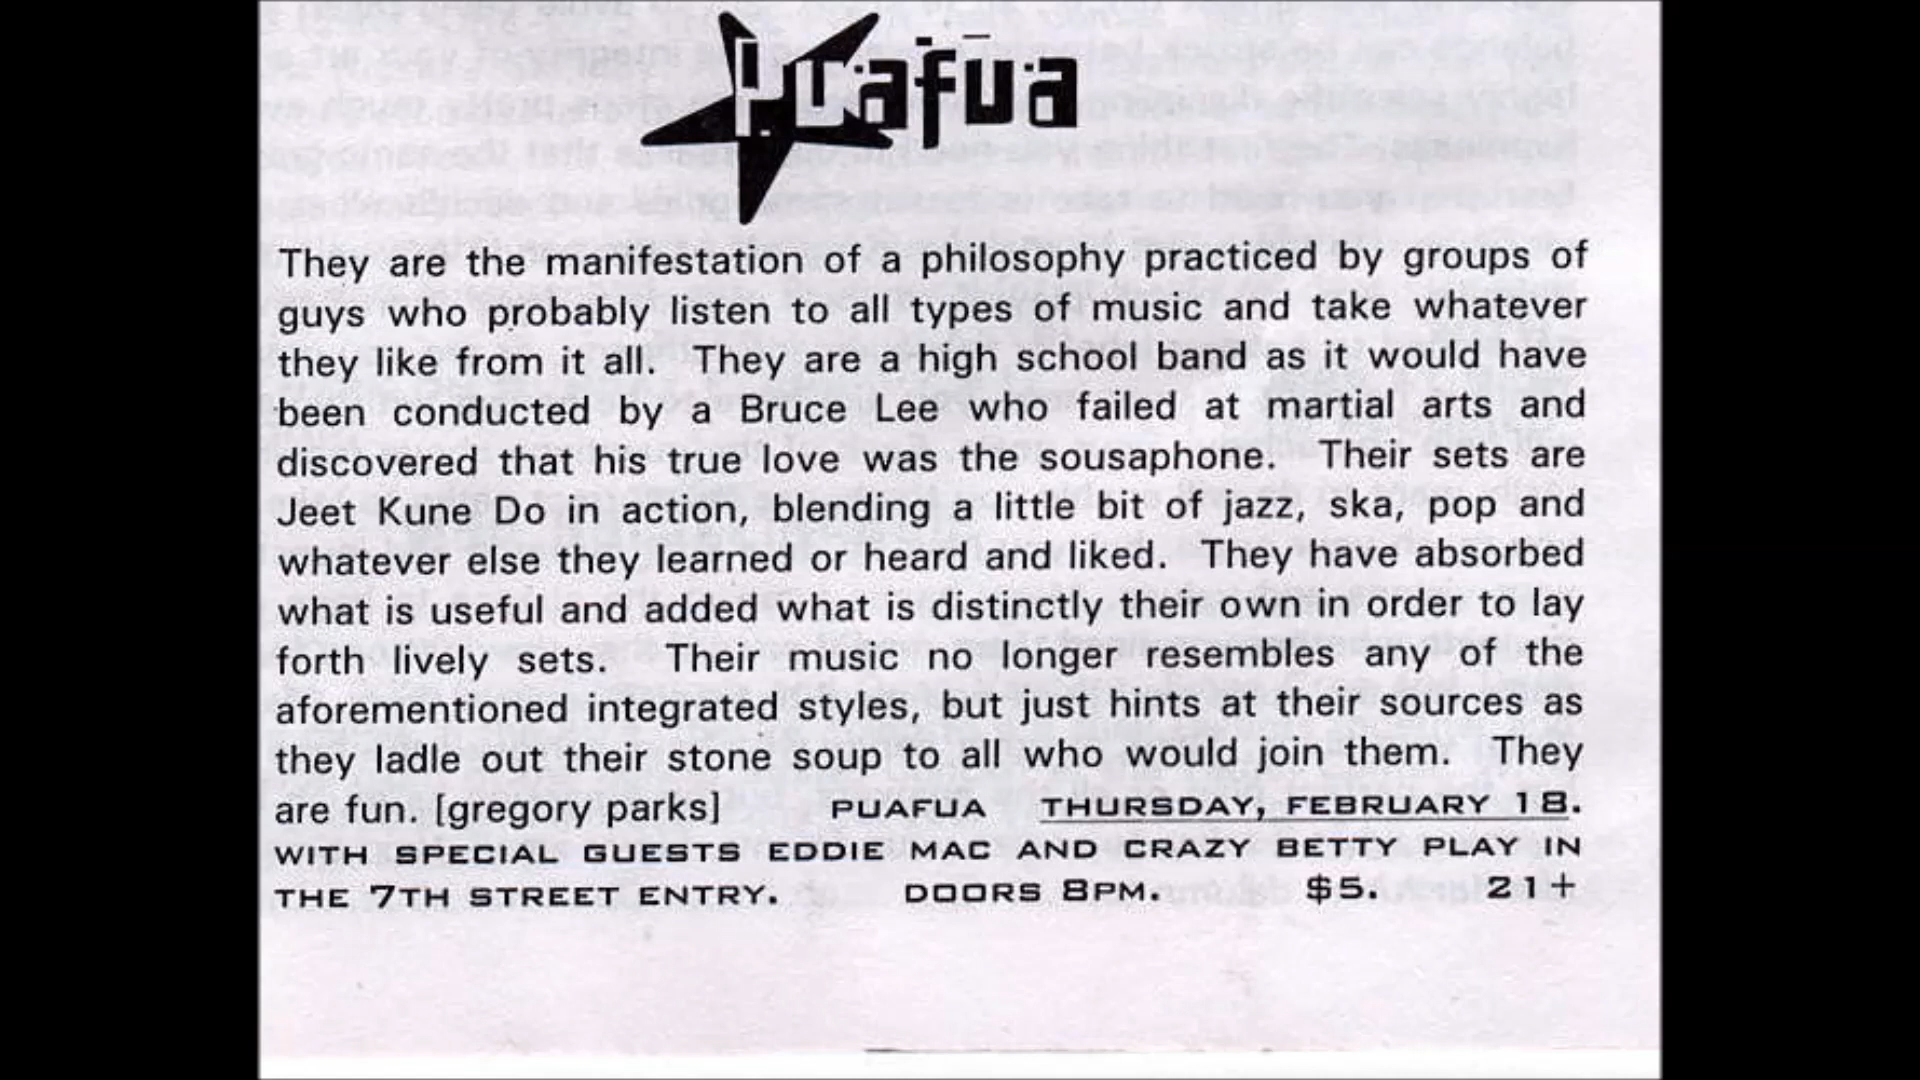 Puafua
They are the manifestation of a philosophy practiced by groups of
guys who probably listen to all types of music and take whatever
they like from it all. They are a high school band as it would have
been conducted by a Bruce Lee who failed at martial arts and
discovered that his true love was the sousaphone. Their sets are
Jeet Kune Do in action, blending a little bit of jazz, ska, pop and
whatever else they learned or heard and liked. They have absorbed
what is useful and added what is distinctly their own in order to lay
forth lively sets. Their music no longer resembles any of the
aforementioned integrated styles, but just hints at their sources as
they ladle out their stone soup to all who would join them. They
are fun. [gregory parks] PUAFUA THURSDAY, FEBRUARY 18.
WITH SPECIAL GUESTS EDDIE MAC AND CRAZY BETTY PLAY IN
THE 7TH STREET ENTRY. DOORS 8PM. $5. 21+